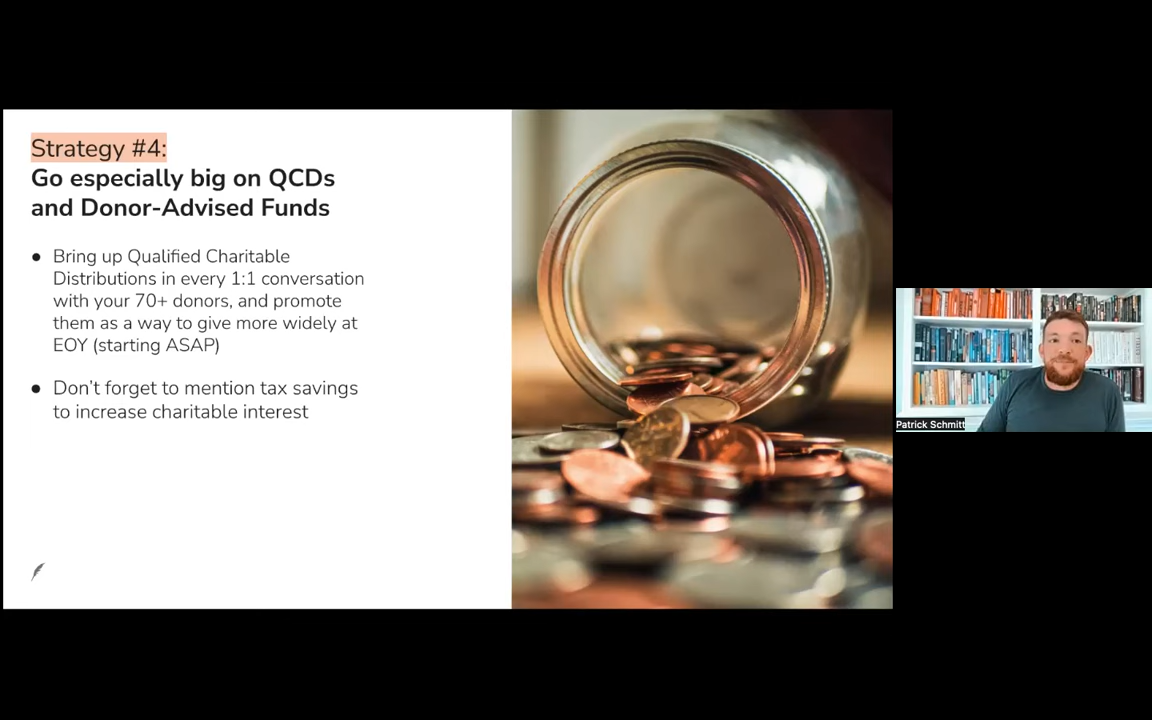 Strategy #4:
Go especially big on QCDs
and Donor-Advised Funds
● Bring up Qualified Charitable
Distributions in every 1:1 conversation
with your 70+ donors, and promote
them as a way to give more widely at
EOY (starting ASAP)
● Don't forget to mention tax savings
to increase charitable interest
Patrick Schmitt